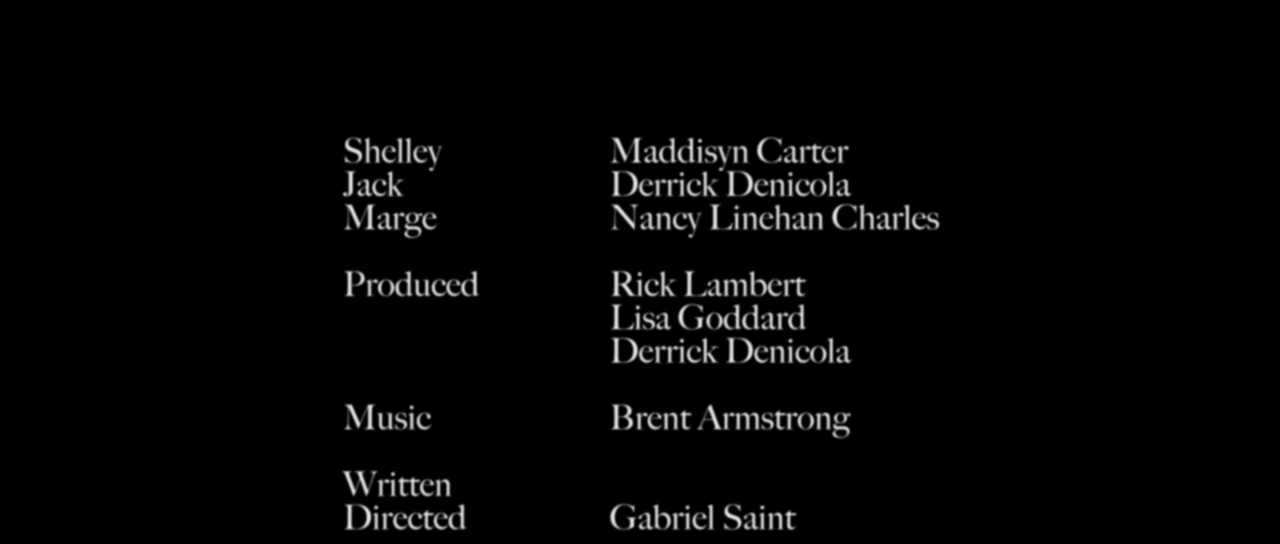 Shelley Maddisyn Carter
Jack Derrick Denicola
Marge Nancy Linehan Charles
Produced Rick Lambert
Lisa Goddard
Derrick Denicola
Music Brent Armstrong
Written
Directed Gabriel Saint